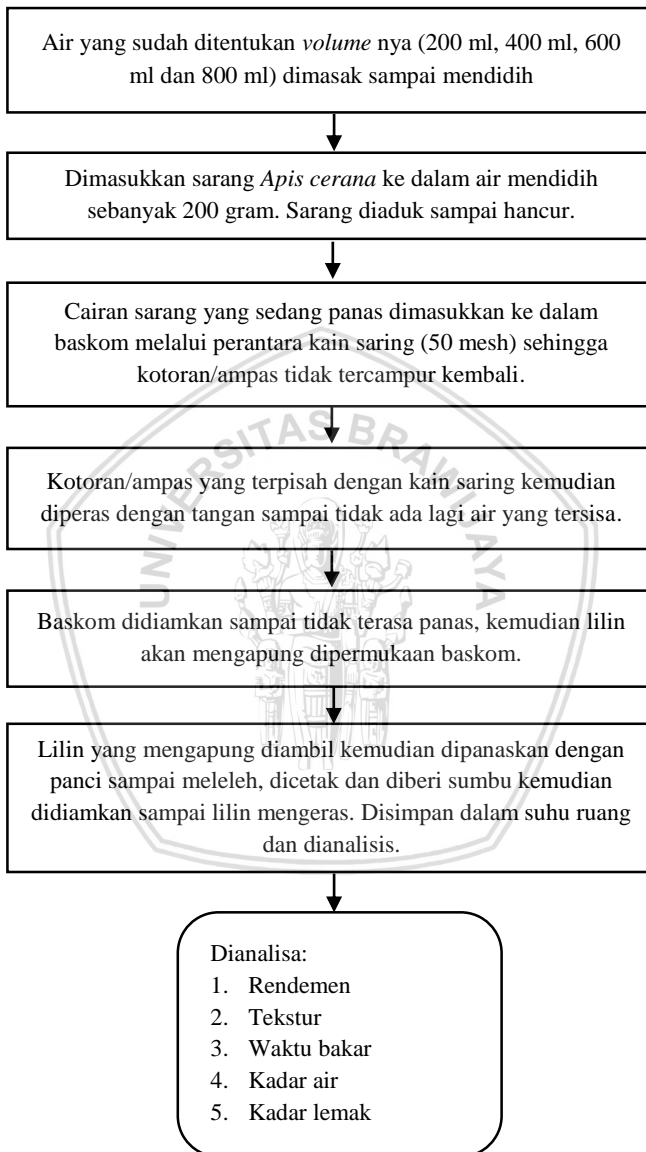 Air yang sudah ditentukan volume nya (200 ml, 400 ml, 600
ml dan 800 ml) dimasak sampai mendidih
Dimasukkan sarang Apis cerana ke dalam air mendidih
sebanyak 200 gram. Sarang diaduk sampai hancur.
Cairan sarang yang sedang panas dimasukkan ke dalam
baskom melalui perantara kain saring (50 mesh) sehingga
kotoran/ampas tidak tercampur kembali.
Kotoran/ampas yang terpisah dengan kain saring kemudian
diperas dengan tangan sampai tidak ada lagi air yang tersisa.
Baskom didiamkan sampai tidak terasa panas, kemudian lilin
akan mengapung dipermukaan baskom.
Lilin yang mengapung diambil kemudian dipanaskan dengan
panci sampai meleleh, dicetak dan diberi sumbu kemudian
didiamkan sampai lilin mengeras. Disimpan dalam suhu ruang
dan dianalisis.
Dianalisa:
1. Rendemen
2. Tekstur
3. Waktu bakar
4. Kadar air
5. Kadar lemak
UNIVERSITAS BRAWIJAYA